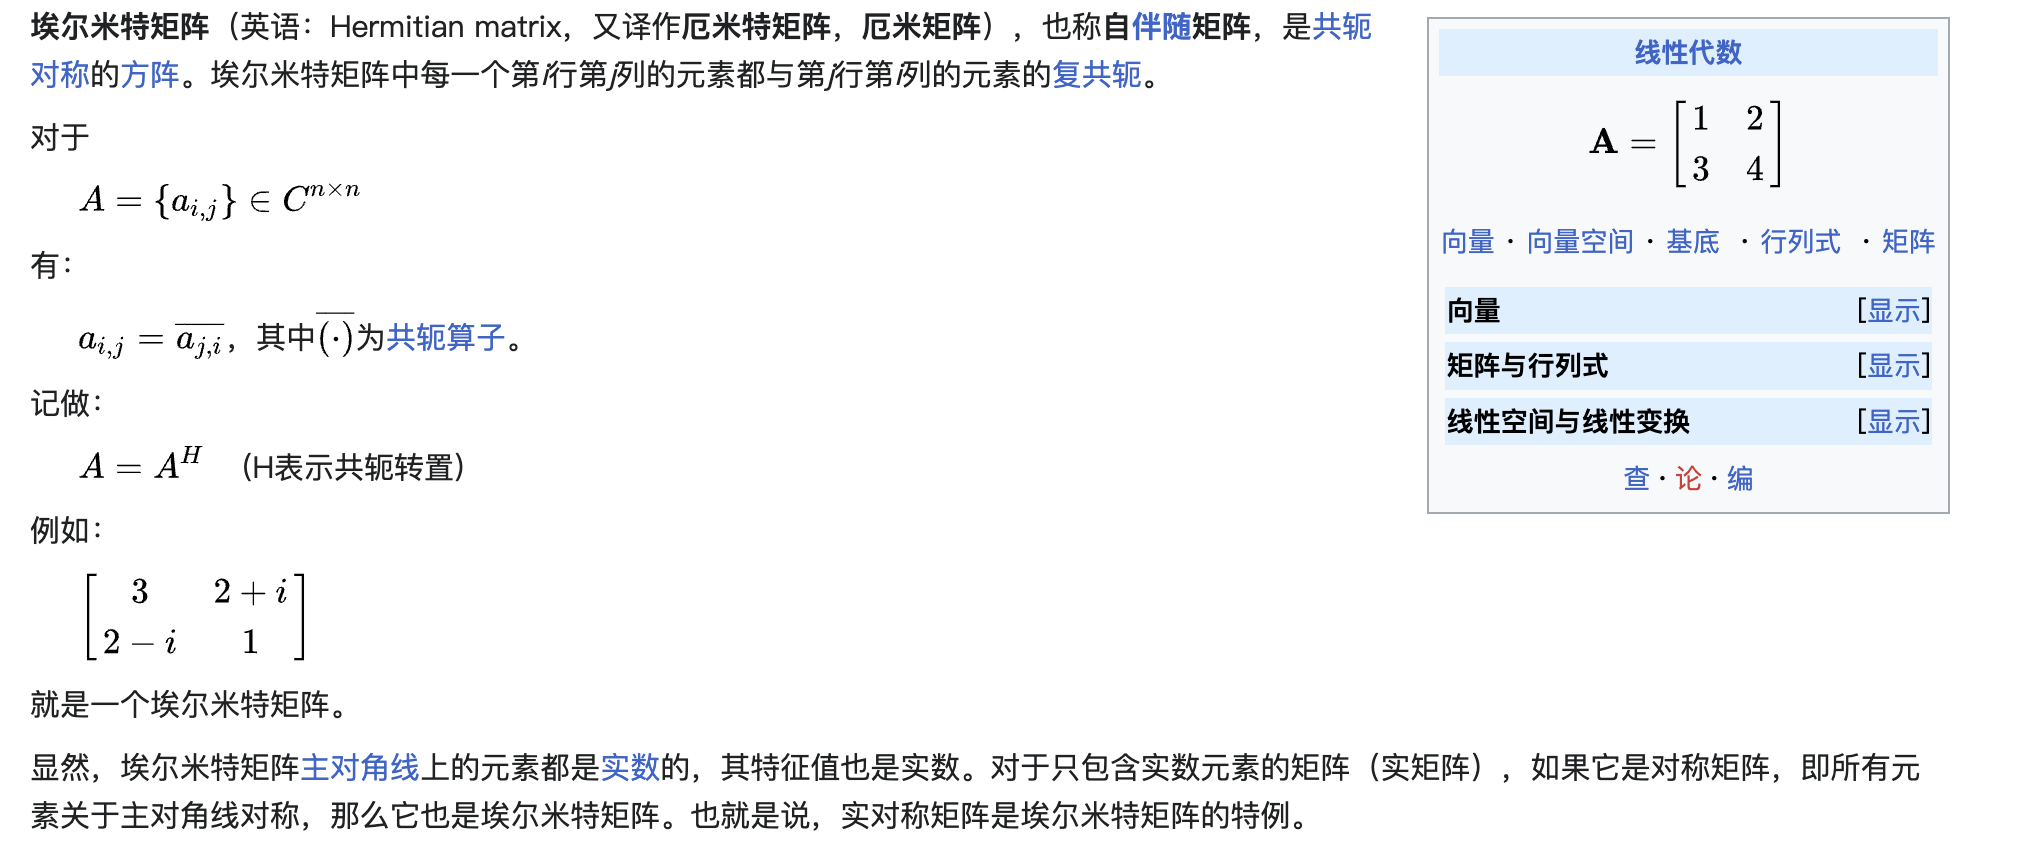 埃尔米特矩阵（英语：Hermitian matrix，又译作厄米特矩阵，厄米矩阵），也称自伴随矩阵，是共轭
对称的方阵。埃尔米特矩阵中每一个第i行第j列的元素都与第j行第i列的元素的复共轭。
对于
A = {a_{i,j}} ∈ C^{n×n}
有：
a_{i,j} = \overline{a_{j,i}}，其中\overline{(·)}为共轭算子。
记做：
A = A^H （H表示共轭转置）
例如：
[ 3 2 + i
2 − i 1 ]
就是一个埃尔米特矩阵。
显然，埃尔米特矩阵主对角线上的元素都是实数的，其特征值也是实数。对于只包含实数元素的矩阵（实矩阵），如果它是对称矩阵，即所有元
素关于主对角线对称，那么它也是埃尔米特矩阵。也就是说，实对称矩阵是埃尔米特矩阵的特例。
线性代数
A = [ 1 2
3 4 ]
向量 · 向量空间 · 基底 · 行列式 · 矩阵
向量 [显示]
矩阵与行列式 [显示]
线性空间与线性变换 [显示]
查 · 论 · 编